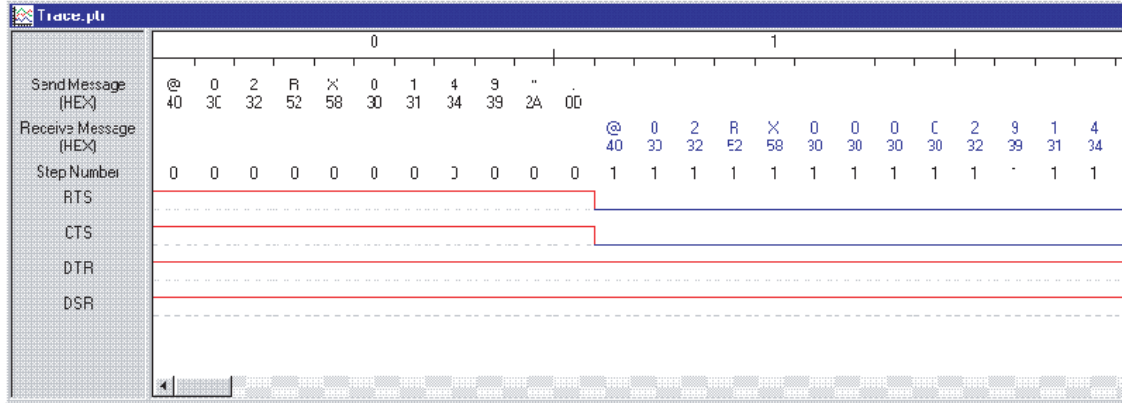 Trace.ptr
0 1
Send Message @ 0 2 R X 0 1 4 9 " .
(HEX) 40 30 32 52 58 30 31 34 39 2A 0D
Receive Message @ 0 2 R X 0 0 0 0 2 9 1 4
(HEX) 40 30 32 52 58 30 30 30 30 32 39 31 34
Step Number 0 0 0 0 0 0 0 0 0 0 0 1 1 1 1 1 1 1 1 1 1 1 1
RTS
CTS
DTR
DSR